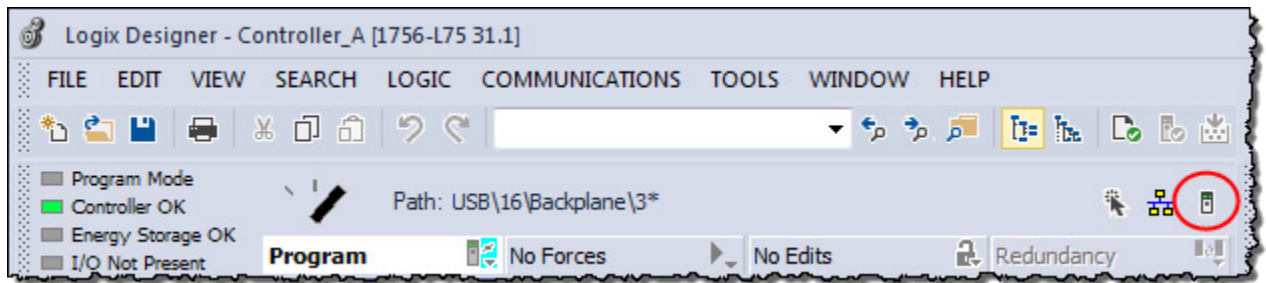 Logix Designer - Controller_A [1756-L75 31.1]
FILE EDIT VIEW SEARCH LOGIC COMMUNICATIONS TOOLS WINDOW HELP
Program Mode
Controller OK
Energy Storage OK
I/O Not Present
Path: USB\16\Backplane\3*
Program No Forces No Edits Redundancy